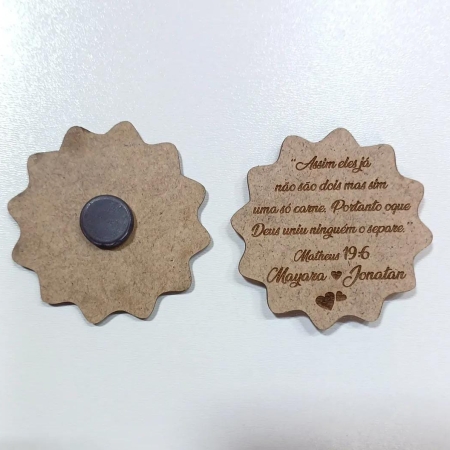 "Assim eles já
não são dois mas sim
uma só carne. Portanto oque
Deus uniu ninguém o separe."
Matheus 19:6
Mayara ❤ Jonatan